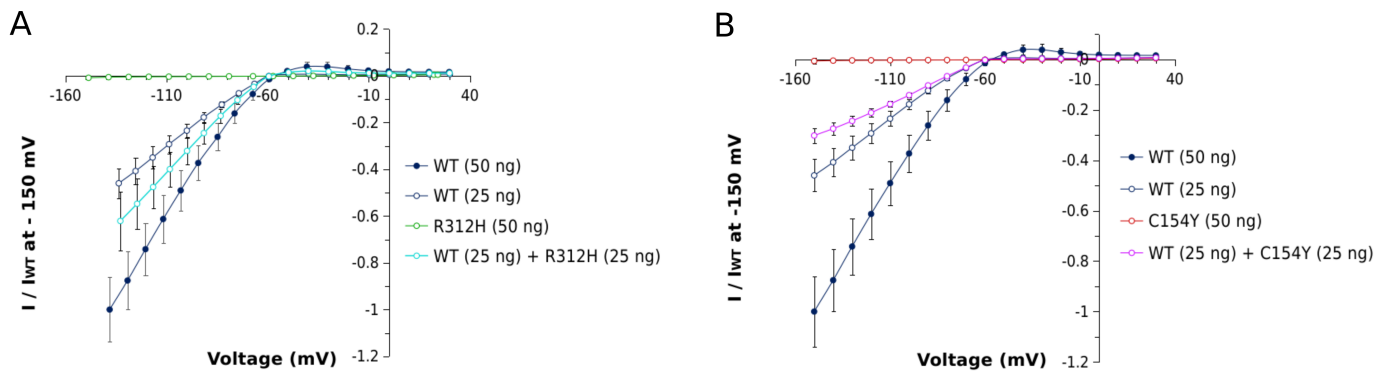 A
0.2
0
-160
-110
-60
-10
40
-0.2
-0.4
-0.6
-0.8
-1
-1.2
I / IWT at - 150 mV
Voltage (mV)
WT (50 ng)
WT (25 ng)
R312H (50 ng)
WT (25 ng) + R312H (25 ng)
B
0
-160
-110
-60
-10
40
-0.2
-0.4
-0.6
-0.8
-1
-1.2
I / IWT at -150 mV
Voltage (mV)
WT (50 ng)
WT (25 ng)
C154Y (50 ng)
WT (25 ng) + C154Y (25 ng)